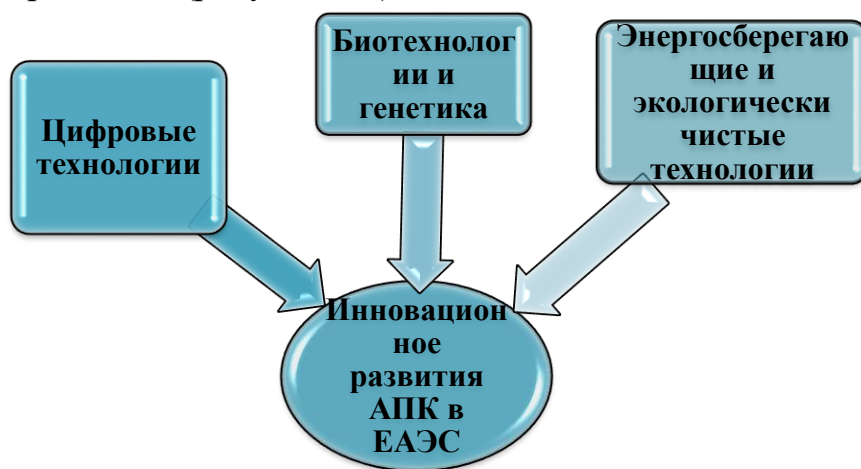 Цифровые
технологии
Биотехнолог
ии и
генетика
Энергосберегаю
щие и
экологически
чистые
технологии
Инновацион
ное
развития
АПК в
ЕАЭС